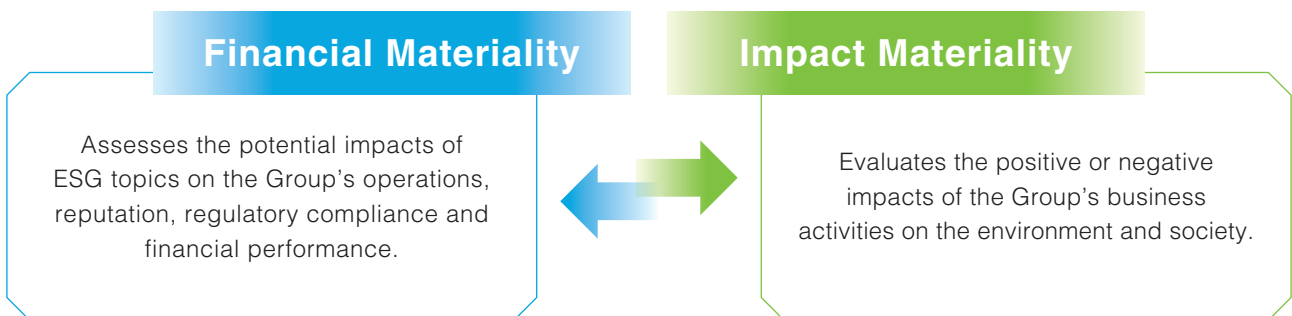 Financial Materiality
Assesses the potential impacts of
ESG topics on the Group's operations,
reputation, regulatory compliance and
financial performance.
Impact Materiality
Evaluates the positive or negative
impacts of the Group's business
activities on the environment and society.